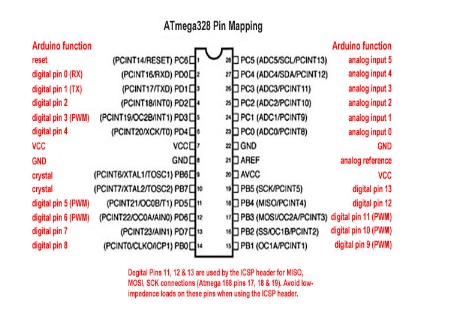 ATmega328 Pin Mapping
Arduino function Arduino function
reset (PCINT14/RESET) PC6 1 28 PC5 (ADC5/SCL/PCINT13) analog input 5
digital pin 0 (RX) (PCINT16/RXD) PD0 2 27 PC4 (ADC4/SDA/PCINT12) analog input 4
digital pin 1 (TX) (PCINT17/TXD) PD1 3 26 PC3 (ADC3/PCINT11) analog input 3
digital pin 2 (PCINT18/INT0) PD2 4 25 PC2 (ADC2/PCINT10) analog input 2
digital pin 3 (PWM) (PCINT19/OC2B/INT1) PD3 5 24 PC1 (ADC1/PCINT9) analog input 1
digital pin 4 (PCINT20/XCK/T0) PD4 6 23 PC0 (ADC0/PCINT8) analog input 0
VCC VCC 7 22 GND GND
GND GND 8 21 AREF analog reference
crystal (PCINT6/XTAL1/TOSC1) PB6 9 20 AVCC VCC
crystal (PCINT7/XTAL2/TOSC2) PB7 10 19 PB5 (SCK/PCINT5) digital pin 13
digital pin 5 (PWM) (PCINT21/OC0B/T1) PD5 11 18 PB4 (MISO/PCINT4) digital pin 12
digital pin 6 (PWM) (PCINT22/OC0A/AIN0) PD6 12 17 PB3 (MOSI/OC2A/PCINT3) digital pin 11(PWM)
digital pin 7 (PCINT23/AIN1) PD7 13 16 PB2 (SS/OC1B/PCINT2) digital pin 10 (PWM)
digital pin 8 (PCINT0/CLKO/ICP1) PB0 14 15 PB1 (OC1A/PCINT1) digital pin 9 (PWM)
Degital Pins 11, 12 & 13 are used by the ICSP header for MISO,
MOSI, SCK connections (Atmega 168 pins 17, 18 & 19). Avoid low-
impedance loads on these pins when using the ICSP header.